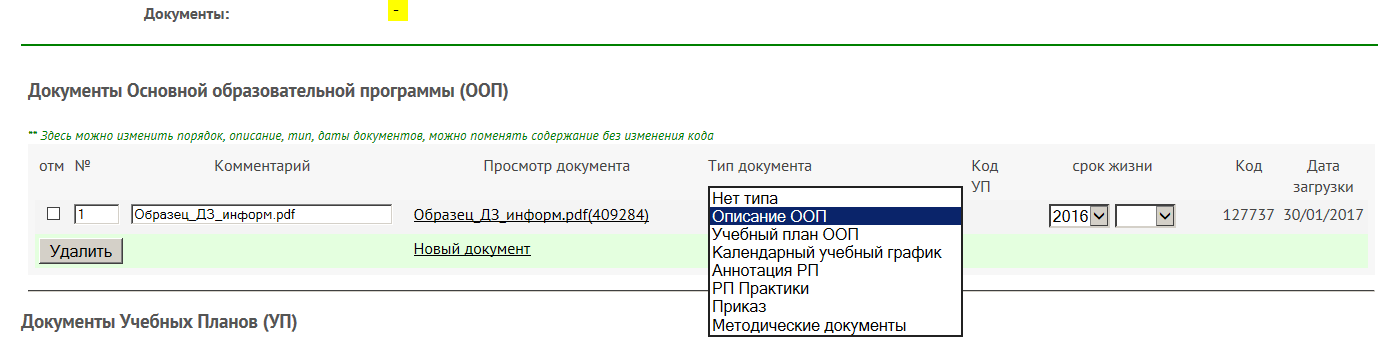 Документы: -
Документы Основной образовательной программы (ООП)
** Здесь можно изменить порядок, описание, тип, даты документов, можно поменять содержание без изменения кода
отм № Комментарий Просмотр документа Тип документа Код УП срок жизни Код Дата загрузки
1 Образец_ДЗ_информ.pdf Образец_ДЗ_информ.pdf(409284) 2016 127737 30/01/2017
Нет типа
Описание ООП
Учебный план ООП
Календарный учебный график
Аннотация РП
РП Практики
Приказ
Методические документы
Удалить Новый документ
Документы Учебных Планов (УП)